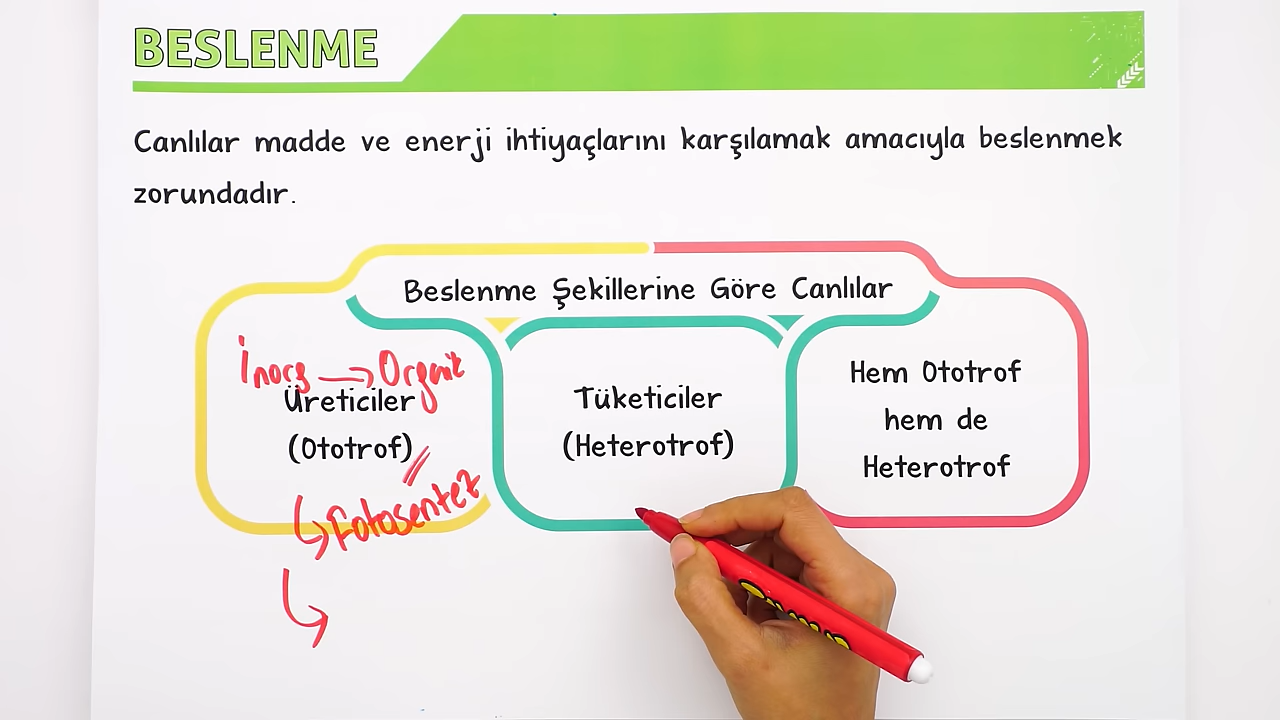 BESLENME
Canlılar madde ve enerji ihtiyaçlarını karşılamak amacıyla beslenmek
zorundadır.
Beslenme Şekillerine Göre Canlılar
İnorg → Organik
Üreticiler
(Ototrof)
Fotosentez
Tüketiciler
(Heterotrof)
Hem Ototrof
hem de
Heterotrof